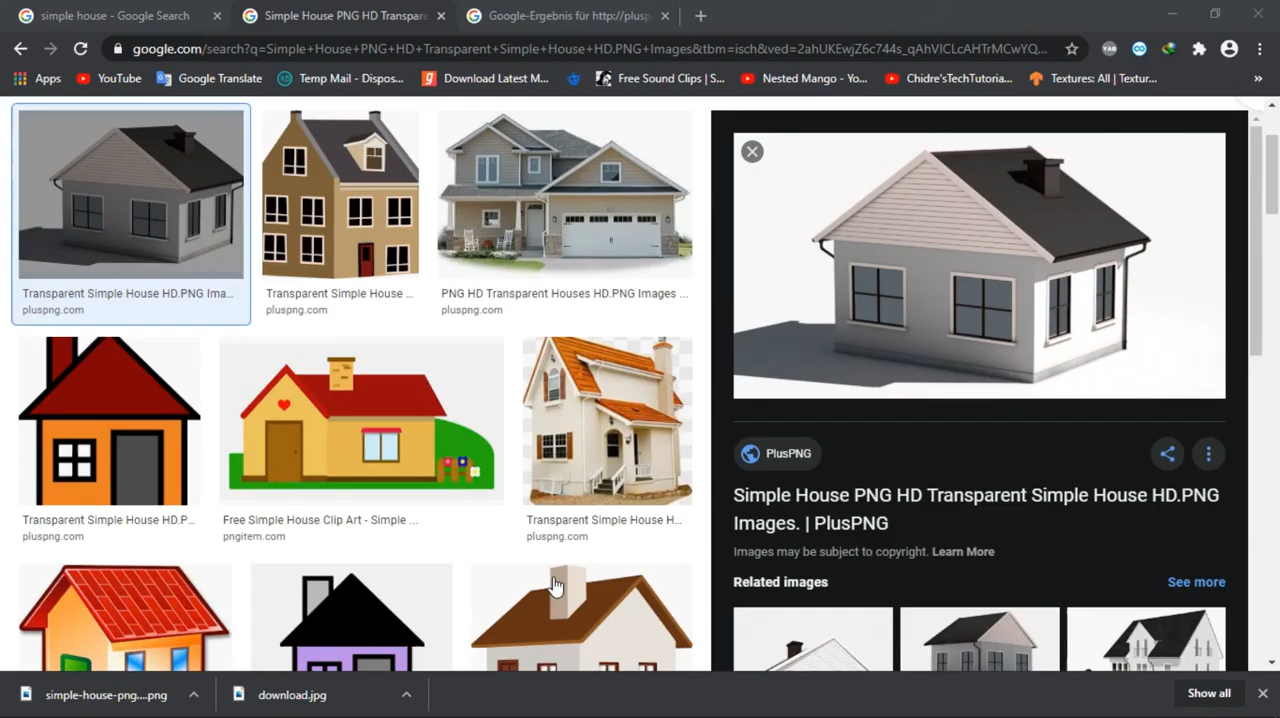 simple house - Google Search
Simple House PNG HD Transpare
Google-Ergebnis für http://plusp
google.com/search?q=Simple+House+PNG+HD+Transparent+Simple+House+HD.PNG+Images&tbm=isch&ved=2ahUKEwjZ6c744s_qAhVICLcAHTrMCwYQ...
Apps
YouTube
Google Translate
Temp Mail - Dispos...
Download Latest M...
Free Sound Clips | S...
Nested Mango - Yo...
Chidre'sTechTutoria...
Textures: All | Textur...
Transparent Simple House HD.PNG Ima...
pluspng.com
Transparent Simple House ...
pluspng.com
PNG HD Transparent Houses HD.PNG Images ...
pluspng.com
Transparent Simple House HD.P...
pluspng.com
Free Simple House Clip Art - Simple ...
pngitem.com
Transparent Simple House H...
pluspng.com
PlusPNG
Simple House PNG HD Transparent Simple House HD.PNG
Images. | PlusPNG
Images may be subject to copyright. Learn More
Related images
See more
simple-house-png....png
download.jpg
Show all